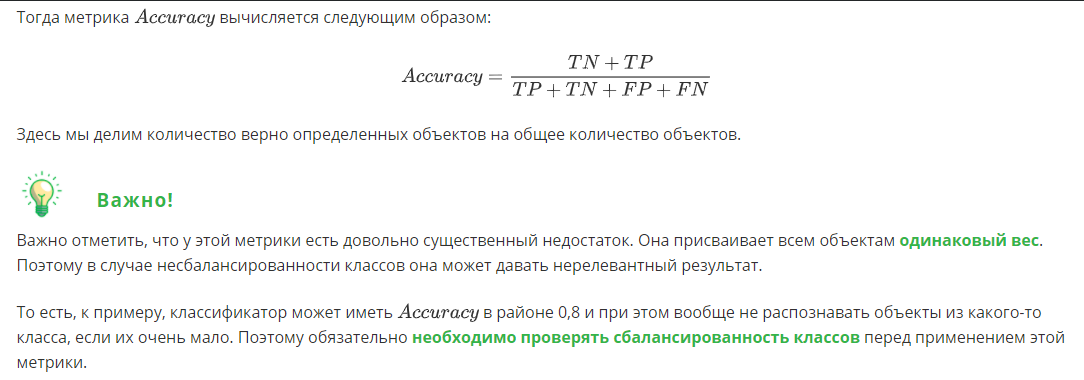 Тогда метрика Accuracy вычисляется следующим образом:
Accuracy = \frac{TN + TP}{TP + TN + FP + FN}
Здесь мы делим количество верно определенных объектов на общее количество объектов.
Важно!
Важно отметить, что у этой метрики есть довольно существенный недостаток. Она присваивает всем объектам одинаковый вес.
Поэтому в случае несбалансированности классов она может давать нерелевантный результат.
То есть, к примеру, классификатор может иметь Accuracy в районе 0,8 и при этом вообще не распознавать объекты из какого-то
класса, если их очень мало. Поэтому обязательно необходимо проверять сбалансированность классов перед применением этой
метрики.